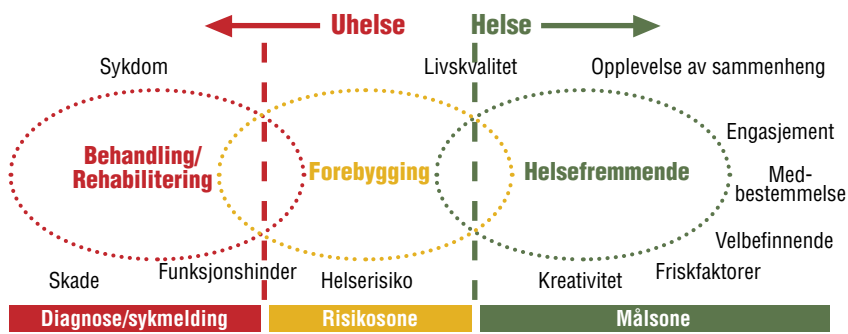 Uhelse Helse
Sykdom Livskvalitet Opplevelse av sammenheng
Engasjement
Behandling/
Rehabilitering Forebygging Helsefremmende
Med-
bestemmelse
Velbefinnende
Skade Funksjonshinder Helserisiko Kreativitet Friskfaktorer
Diagnose/sykmelding Risikosone Målsone